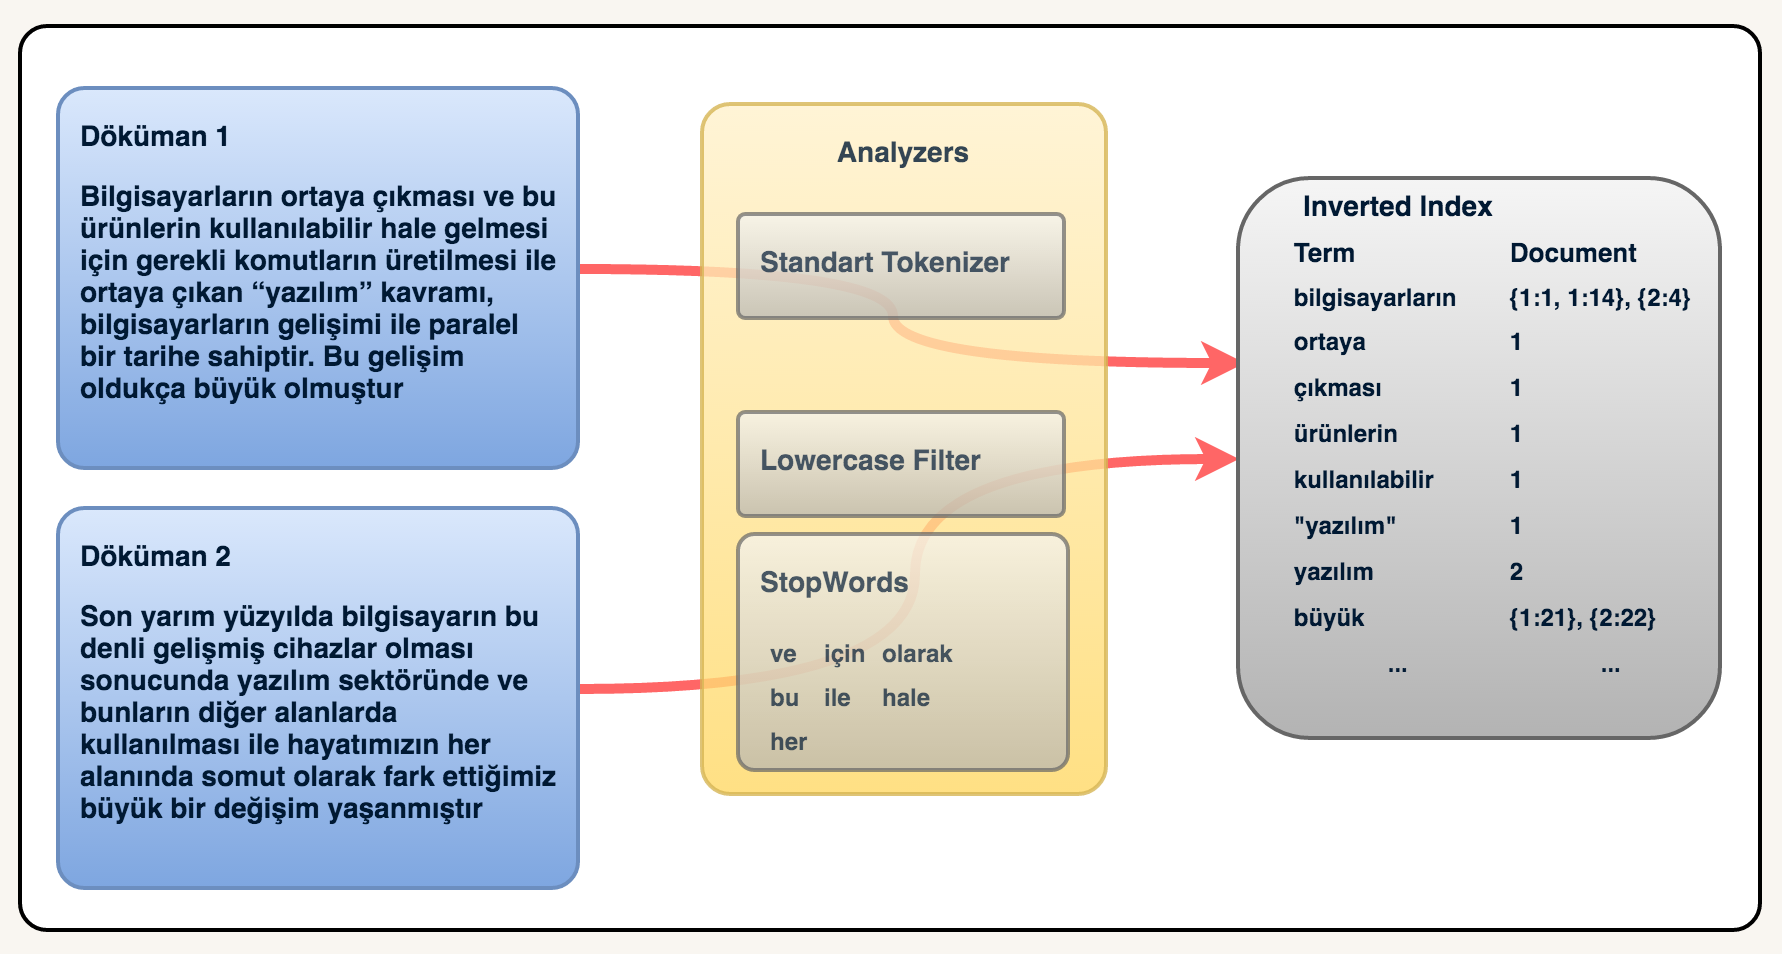 Döküman 1
Bilgisayarların ortaya çıkması ve bu
ürünlerin kullanılabilir hale gelmesi
için gerekli komutların üretilmesi ile
ortaya çıkan “yazılım” kavramı,
bilgisayarların gelişimi ile paralel
bir tarihe sahiptir. Bu gelişim
oldukça büyük olmuştur
Döküman 2
Son yarım yüzyılda bilgisayarın bu
denli gelişmiş cihazlar olması
sonucunda yazılım sektöründe ve
bunların diğer alanlarda
kullanılması ile hayatımızın her
alanında somut olarak fark ettiğimiz
büyük bir değişim yaşanmıştır
Analyzers
Standart Tokenizer
Lowercase Filter
StopWords
ve için olarak
bu ile hale
her
Inverted Index
Term Document
bilgisayarların {1:1, 1:14}, {2:4}
ortaya 1
çıkması 1
ürünlerin 1
kullanılabilir 1
"yazılım" 1
yazılım 2
büyük {1:21}, {2:22}
... ...